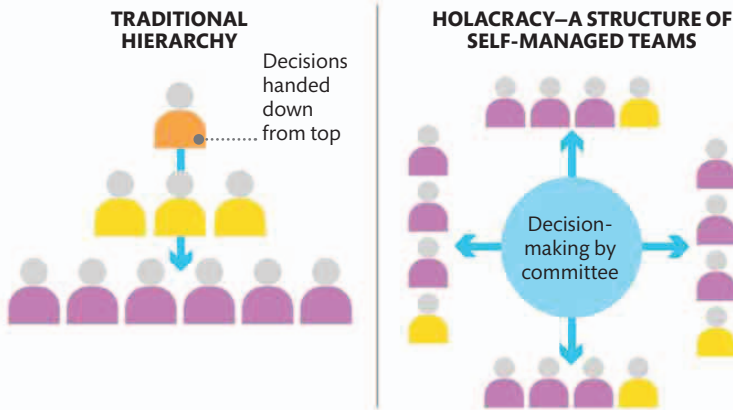 TRADITIONAL
HIERARCHY
Decisions
handed
down
from top
HOLACRACY—A STRUCTURE OF
SELF-MANAGED TEAMS
Decision-
making by
committee